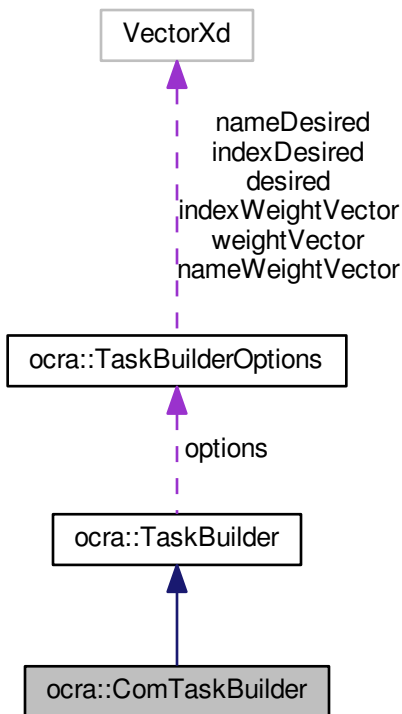 VectorXd
nameDesired
indexDesired
desired
indexWeightVector
weightVector
nameWeightVector
ocra::TaskBuilderOptions
options
ocra::TaskBuilder
ocra::ComTaskBuilder